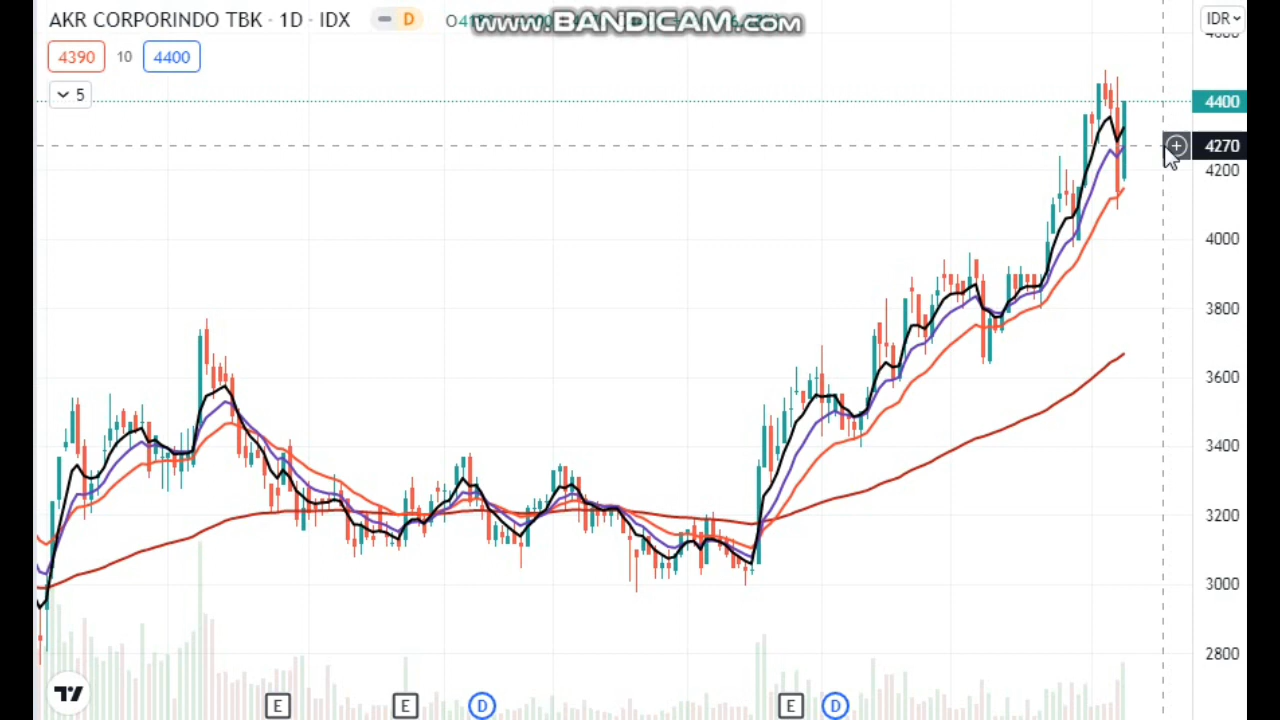 AKR CORPORINDO TBK · 1D · IDX
D
www.BANDICAM.com
IDR
4390
10
4400
5
4400
4270
4200
4000
3800
3600
3400
3200
3000
2800
E
E
D
E
D